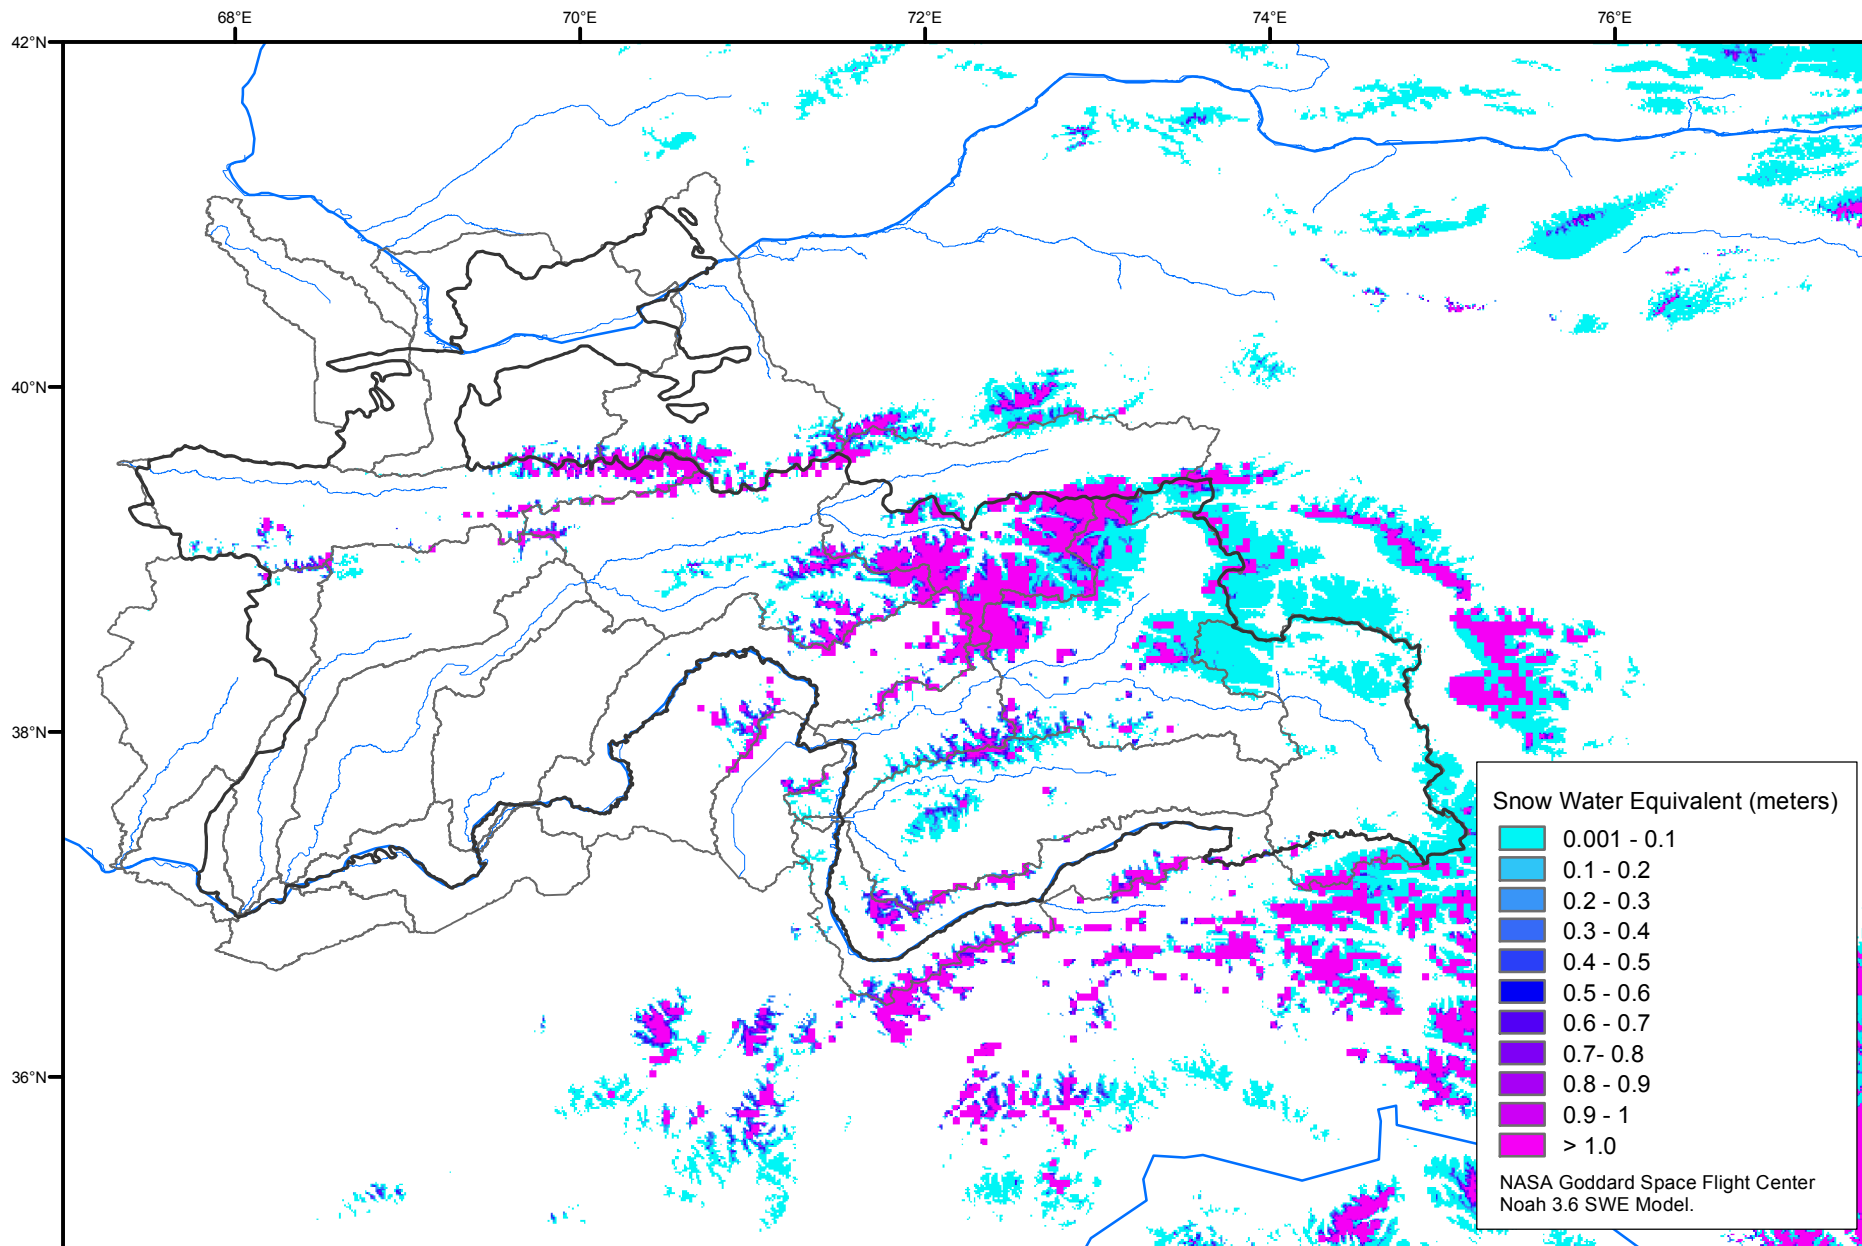 68°E 70°E 72°E 74°E 76°E
42°N
40°N
38°N
36°N
Snow Water Equivalent (meters)
0.001 - 0.1
0.1 - 0.2
0.2 - 0.3
0.3 - 0.4
0.4 - 0.5
0.5 - 0.6
0.6 - 0.7
0.7- 0.8
0.8 - 0.9
0.9 - 1
> 1.0
NASA Goddard Space Flight Center
Noah 3.6 SWE Model.